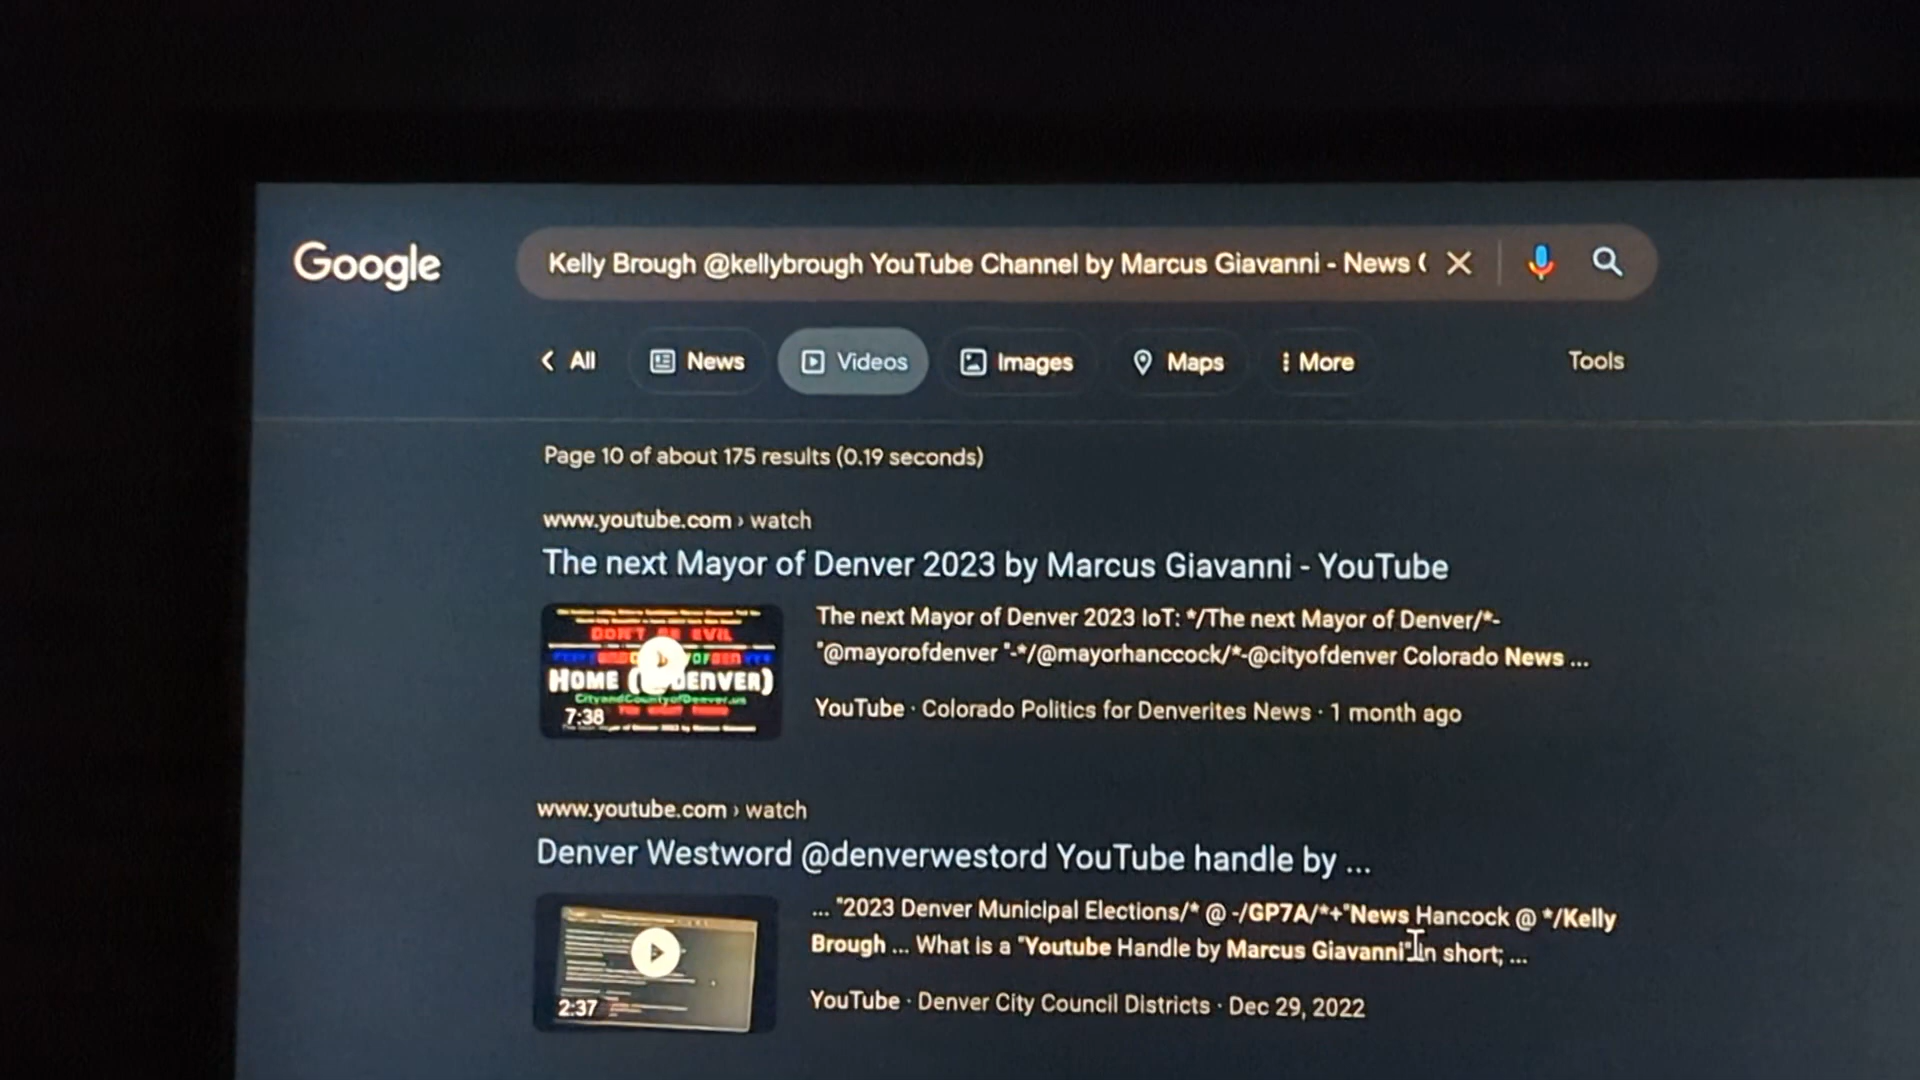 Google
Kelly Brough @kellybrough YouTube Channel by Marcus Giavanni - News
All News Videos Images Maps More Tools
Page 10 of about 175 results (0.19 seconds)
www.youtube.com › watch
The next Mayor of Denver 2023 by Marcus Giavanni - YouTube
DON'T BE EVIL
HOME (@DENVER)
CityandCountyofDenver.us
7:38
The next Mayor of Denver 2023 IoT: */The next Mayor of Denver/*-
"@mayorofdenver "-*/@mayorhanccock/*-@cityofdenver Colorado News ...
YouTube · Colorado Politics for Denverites News · 1 month ago
www.youtube.com › watch
Denver Westword @denverwestord YouTube handle by ...
2:37
... "2023 Denver Municipal Elections/* @ -/GP7A/*+"News Hancock @ */Kelly
Brough ... What is a "Youtube Handle by Marcus Giavanni" In short; ...
YouTube · Denver City Council Districts · Dec 29, 2022